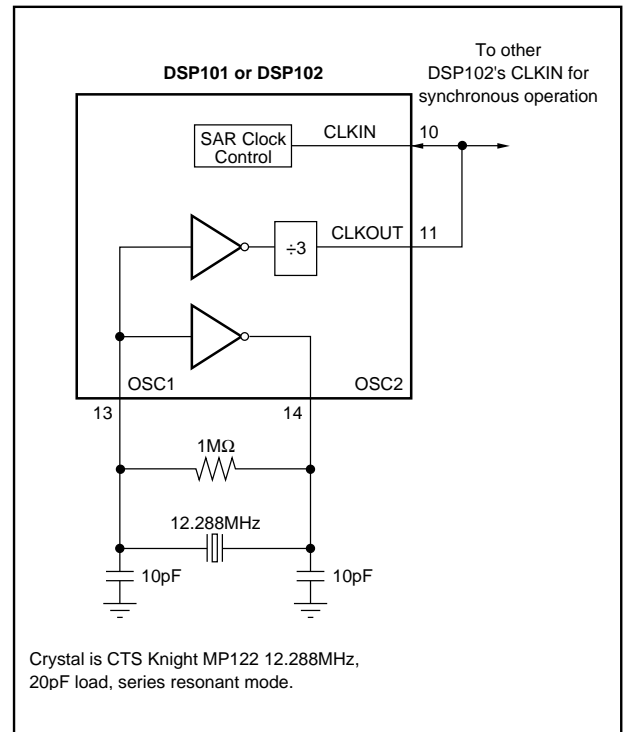 To other
DSP102's CLKIN for
synchronous operation
DSP101 or DSP102
SAR Clock
Control
CLKIN
10
CLKOUT
11
÷3
OSC1
OSC2
13
14
1MΩ
12.288MHz
10pF
10pF
Crystal is CTS Knight MP122 12.288MHz,
20pF load, series resonant mode.